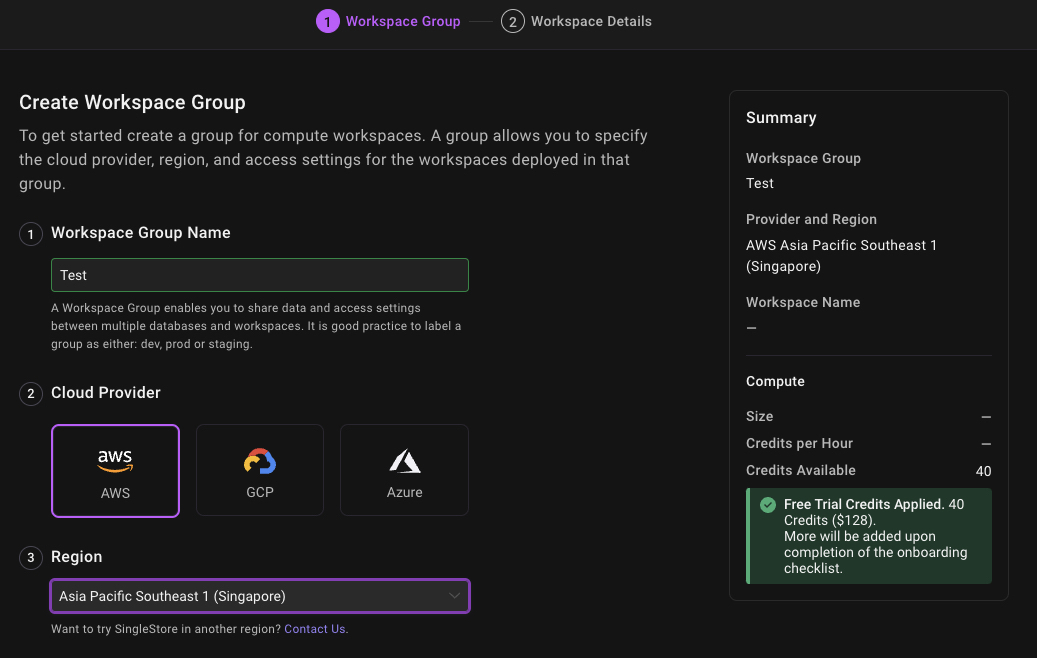 1 Workspace Group
2 Workspace Details
Create Workspace Group
To get started create a group for compute workspaces. A group allows you to specify
the cloud provider, region, and access settings for the workspaces deployed in that
group.
1 Workspace Group Name
Test
A Workspace Group enables you to share data and access settings
between multiple databases and workspaces. It is good practice to label a
group as either: dev, prod or staging.
2 Cloud Provider
aws
AWS
GCP
Azure
3 Region
Asia Pacific Southeast 1 (Singapore)
Want to try SingleStore in another region? Contact Us.
Summary
Workspace Group
Test
Provider and Region
AWS Asia Pacific Southeast 1
(Singapore)
Workspace Name
—
Compute
Size —
Credits per Hour —
Credits Available 40
Free Trial Credits Applied. 40
Credits ($128).
More will be added upon
completion of the onboarding
checklist.